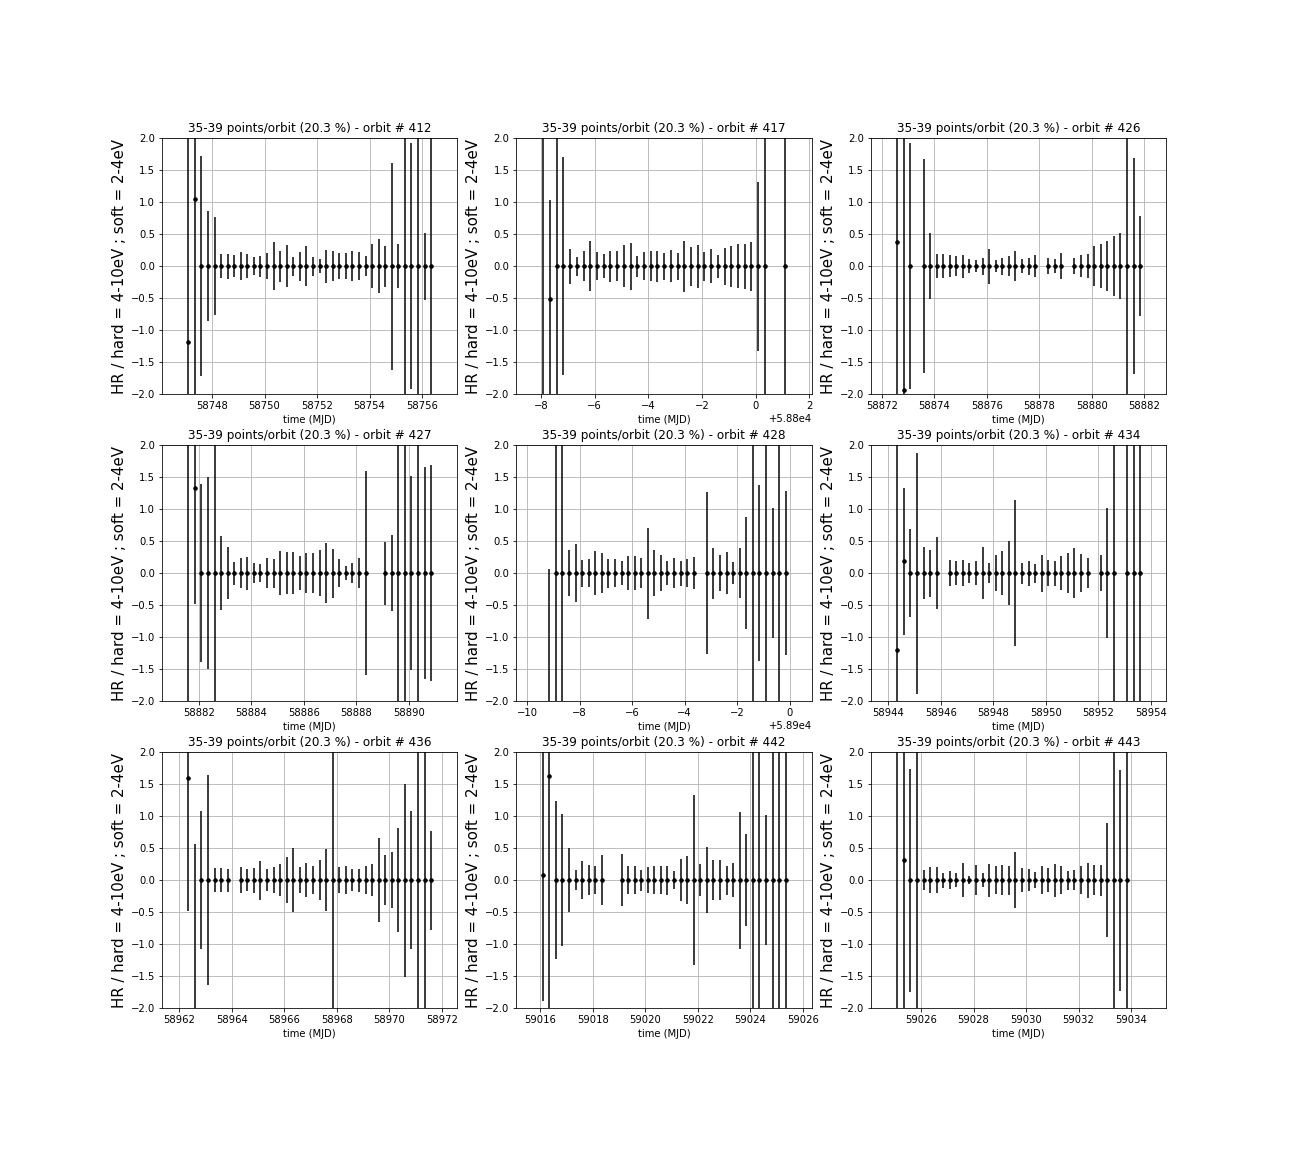 35-39 points/orbit (20.3 %) - orbit # 412
HR / hard = 4-10eV ; soft = 2-4eV
2.0
1.5
1.0
0.5
0.0
−0.5
−1.0
−1.5
−2.0
58748 58750 58752 58754 58756
time (MJD)
35-39 points/orbit (20.3 %) - orbit # 417
HR / hard = 4-10eV ; soft = 2-4eV
2.0
1.5
1.0
0.5
0.0
−0.5
−1.0
−1.5
−2.0
−8 −6 −4 −2 0 2
time (MJD)
+5.88e4
35-39 points/orbit (20.3 %) - orbit # 426
HR / hard = 4-10eV ; soft = 2-4eV
2.0
1.5
1.0
0.5
0.0
−0.5
−1.0
−1.5
−2.0
58872 58874 58876 58878 58880 58882
time (MJD)
35-39 points/orbit (20.3 %) - orbit # 427
HR / hard = 4-10eV ; soft = 2-4eV
2.0
1.5
1.0
0.5
0.0
−0.5
−1.0
−1.5
−2.0
58882 58884 58886 58888 58890
time (MJD)
35-39 points/orbit (20.3 %) - orbit # 428
HR / hard = 4-10eV ; soft = 2-4eV
2.0
1.5
1.0
0.5
0.0
−0.5
−1.0
−1.5
−2.0
−10 −8 −6 −4 −2 0
time (MJD)
+5.89e4
35-39 points/orbit (20.3 %) - orbit # 434
HR / hard = 4-10eV ; soft = 2-4eV
2.0
1.5
1.0
0.5
0.0
−0.5
−1.0
−1.5
−2.0
58944 58946 58948 58950 58952 58954
time (MJD)
35-39 points/orbit (20.3 %) - orbit # 436
HR / hard = 4-10eV ; soft = 2-4eV
2.0
1.5
1.0
0.5
0.0
−0.5
−1.0
−1.5
−2.0
58962 58964 58966 58968 58970 58972
time (MJD)
35-39 points/orbit (20.3 %) - orbit # 442
HR / hard = 4-10eV ; soft = 2-4eV
2.0
1.5
1.0
0.5
0.0
−0.5
−1.0
−1.5
−2.0
59016 59018 59020 59022 59024 59026
time (MJD)
35-39 points/orbit (20.3 %) - orbit # 443
HR / hard = 4-10eV ; soft = 2-4eV
2.0
1.5
1.0
0.5
0.0
−0.5
−1.0
−1.5
−2.0
59026 59028 59030 59032 59034
time (MJD)